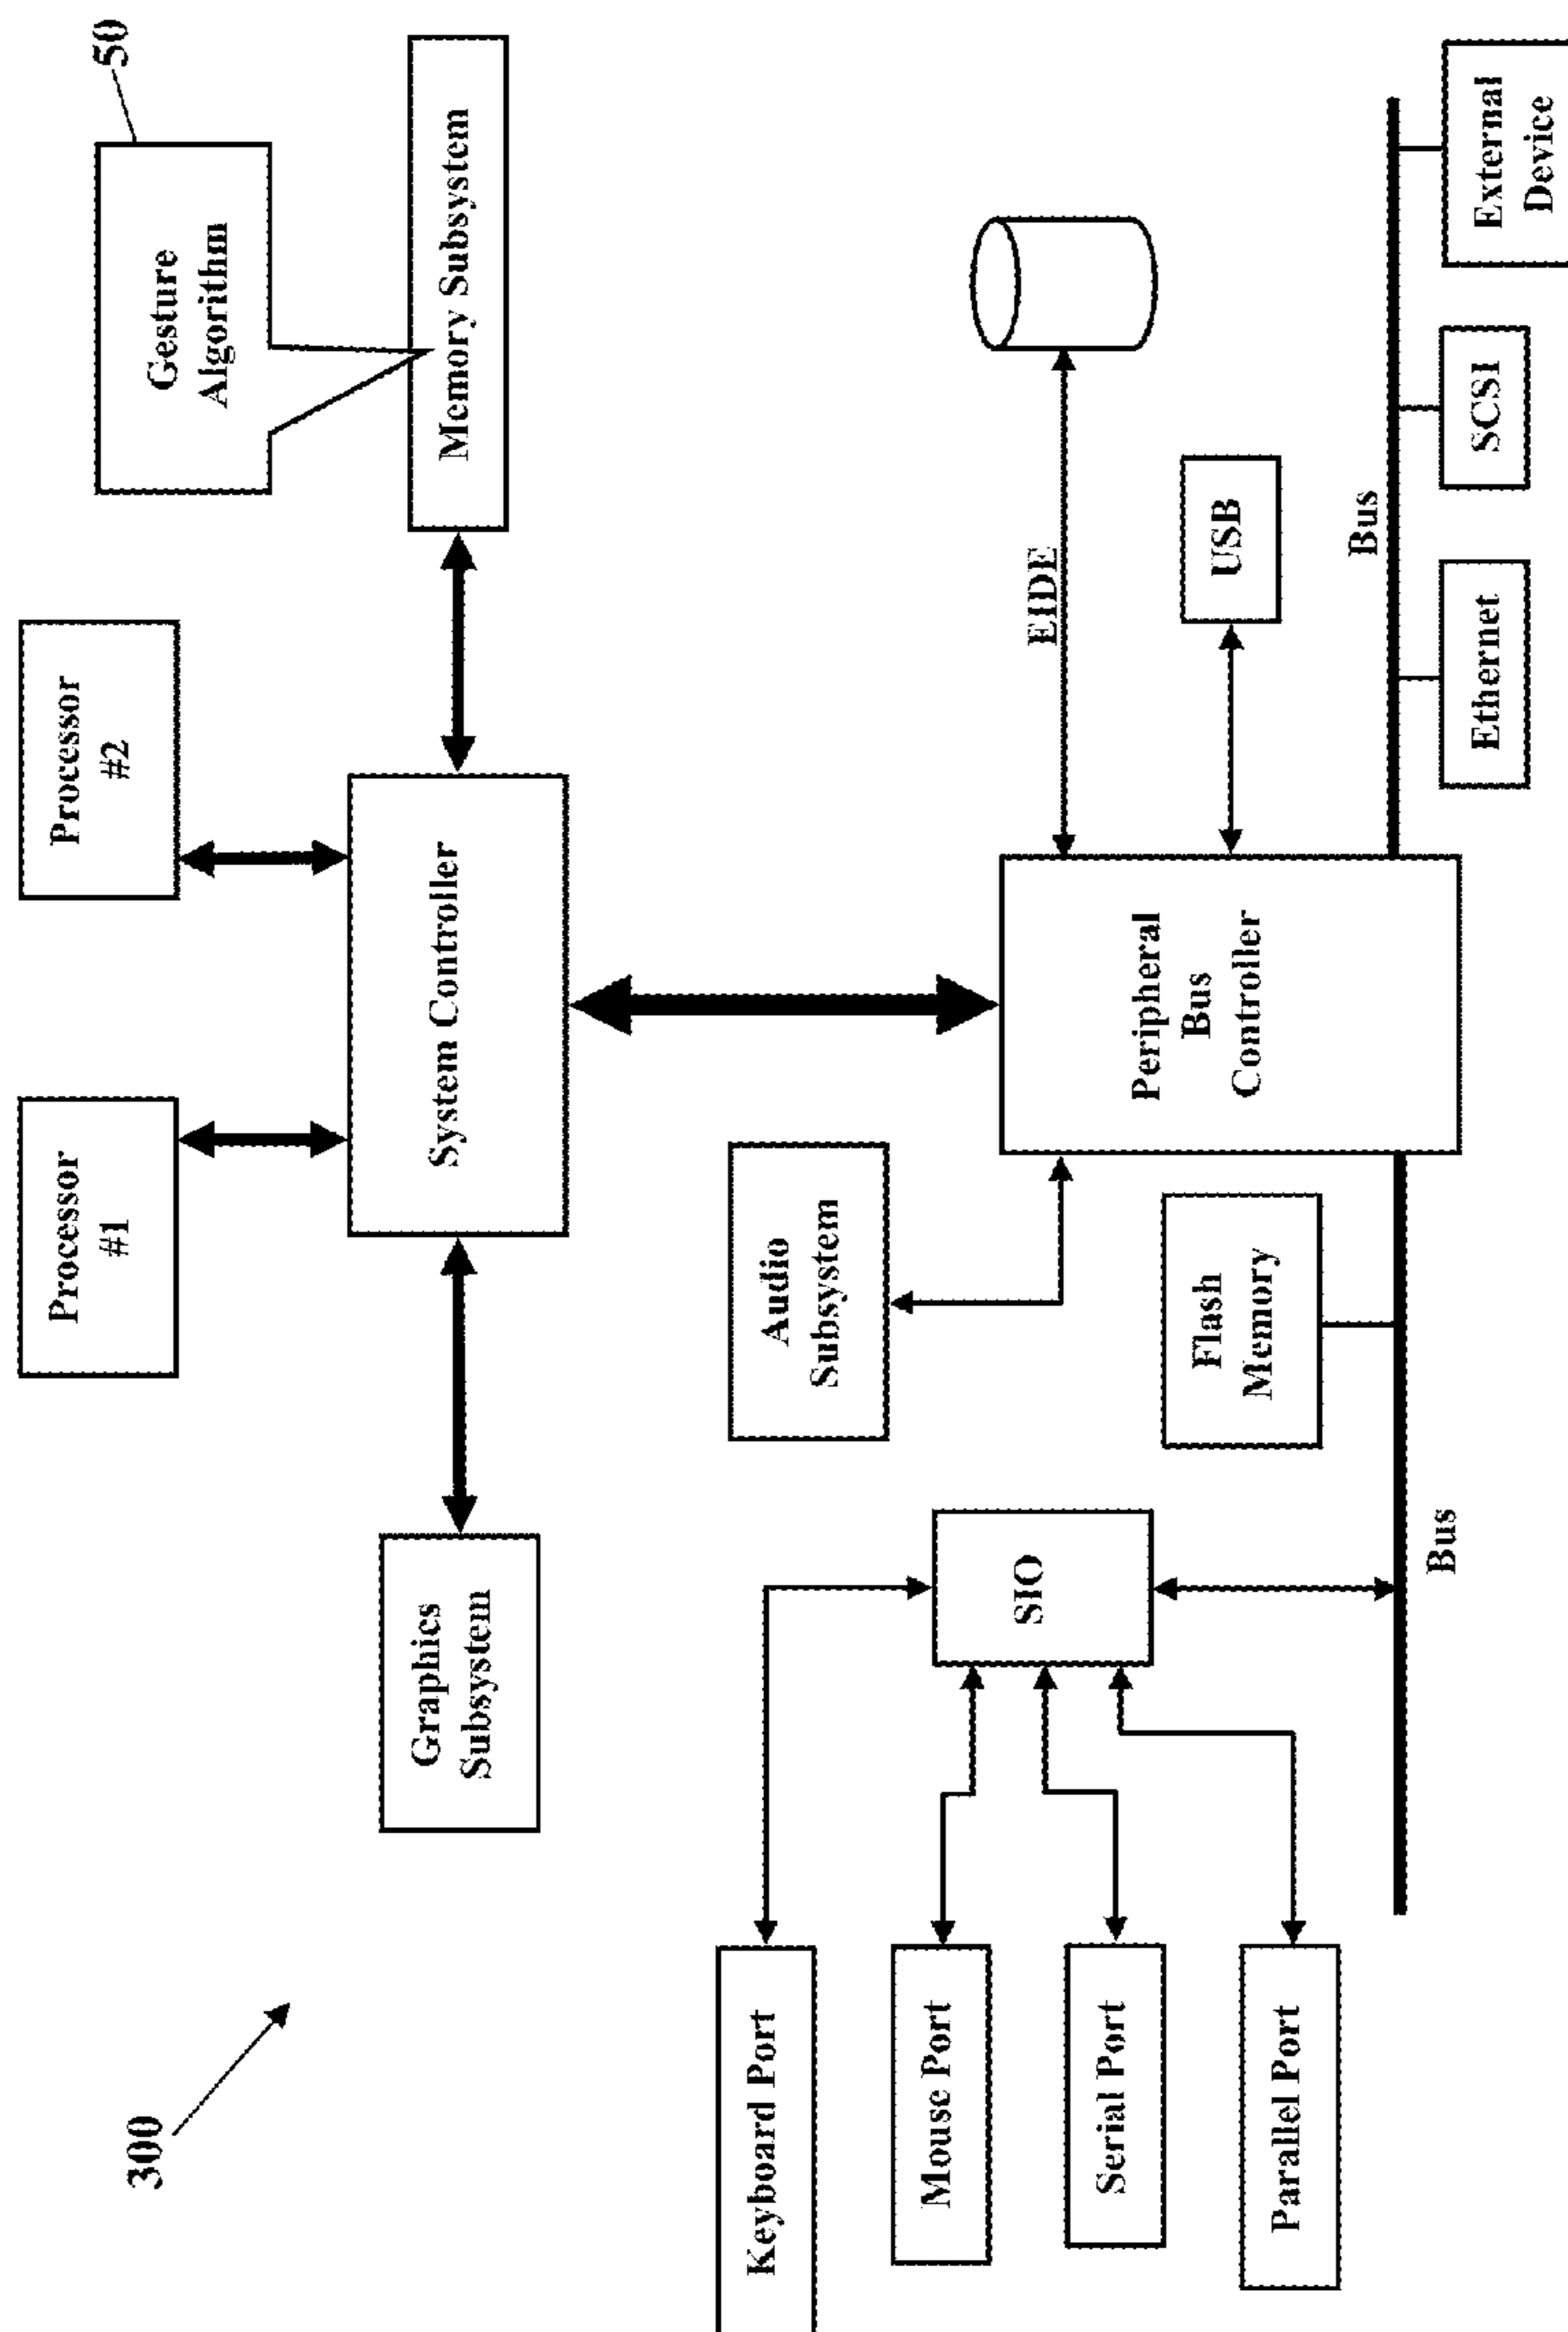 300
50
Processor
#1
Processor
#2
Gesture
Algorithm
Graphics
Subsystem
System Controller
Memory Subsystem
Keyboard Port
Mouse Port
Serial Port
Parallel Port
SIO
Audio
Subsystem
Flash
Memory
Peripheral
Bus
Controller
EIDE
USB
Bus
Bus
Ethernet
SCSI
External
Device